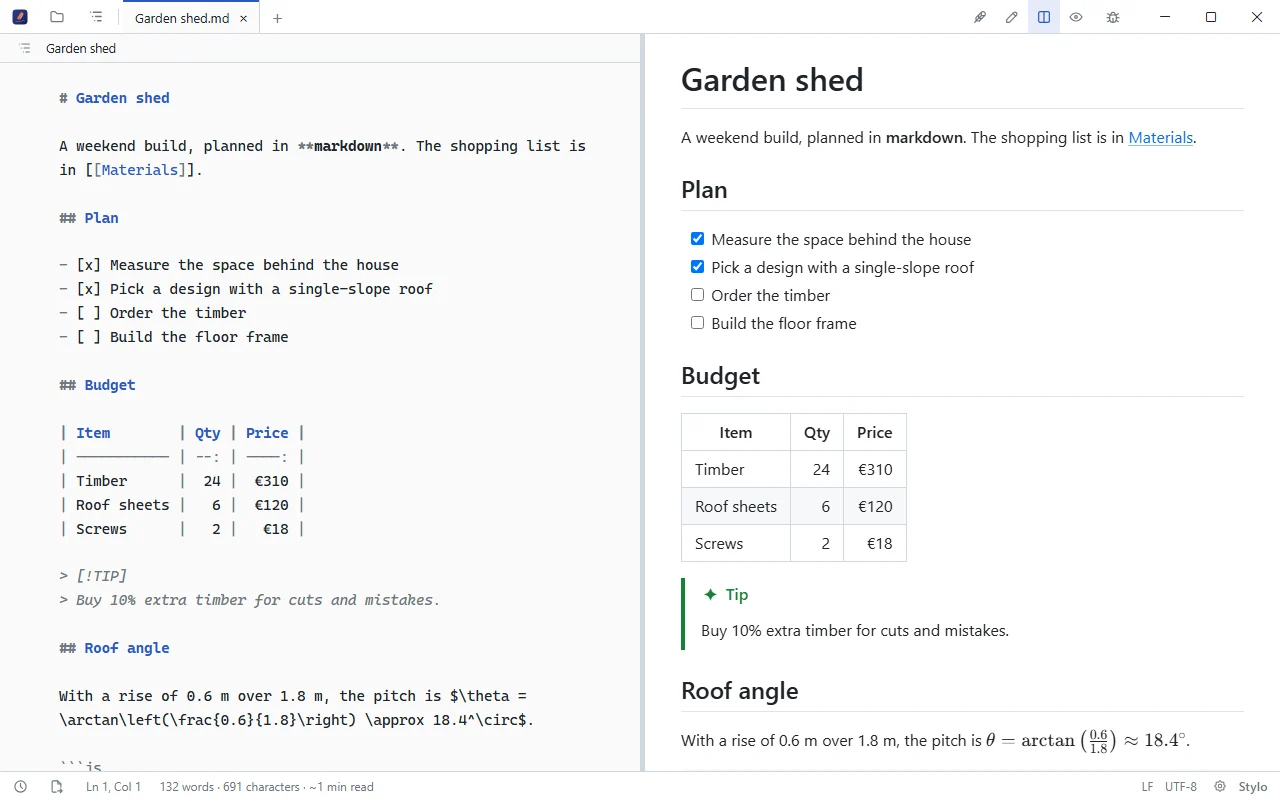 Garden shed.md
Garden shed
# Garden shed
A weekend build, planned in **markdown**. The shopping list is
in [[Materials]].
## Plan
- [x] Measure the space behind the house
- [x] Pick a design with a single-slope roof
- [ ] Order the timber
- [ ] Build the floor frame
## Budget
| Item        | Qty | Price |
| ----------- | --: | ----: |
| Timber      |  24 |  €310 |
| Roof sheets |   6 |  €120 |
| Screws      |   2 |   €18 |
> [!TIP]
> Buy 10% extra timber for cuts and mistakes.
## Roof angle
With a rise of 0.6 m over 1.8 m, the pitch is $\theta =
\arctan\left(\frac{0.6}{1.8}\right) \approx 18.4^\circ$.
```js
Garden shed
A weekend build, planned in markdown. The shopping list is in Materials.
Plan
Measure the space behind the house
Pick a design with a single-slope roof
Order the timber
Build the floor frame
Budget
Item Qty Price
Timber 24 €310
Roof sheets 6 €120
Screws 2 €18
Tip
Buy 10% extra timber for cuts and mistakes.
Roof angle
With a rise of 0.6 m over 1.8 m, the pitch is θ = arctan (0.6/1.8) ≈ 18.4°.
Ln 1, Col 1 132 words · 691 characters · ~1 min read LF UTF-8 Stylo